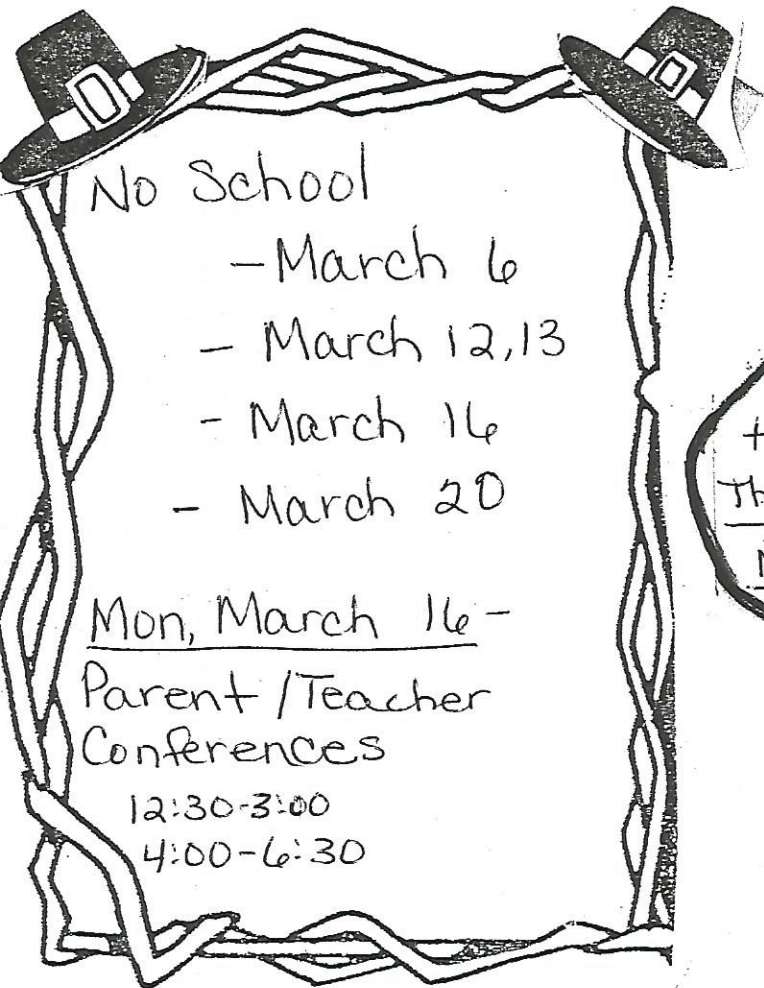 No School
- March 6
- March 12, 13
- March 16
- March 20
Mon, March 16 -
Parent / Teacher
Conferences
12:30-3:00
4:00-6:30